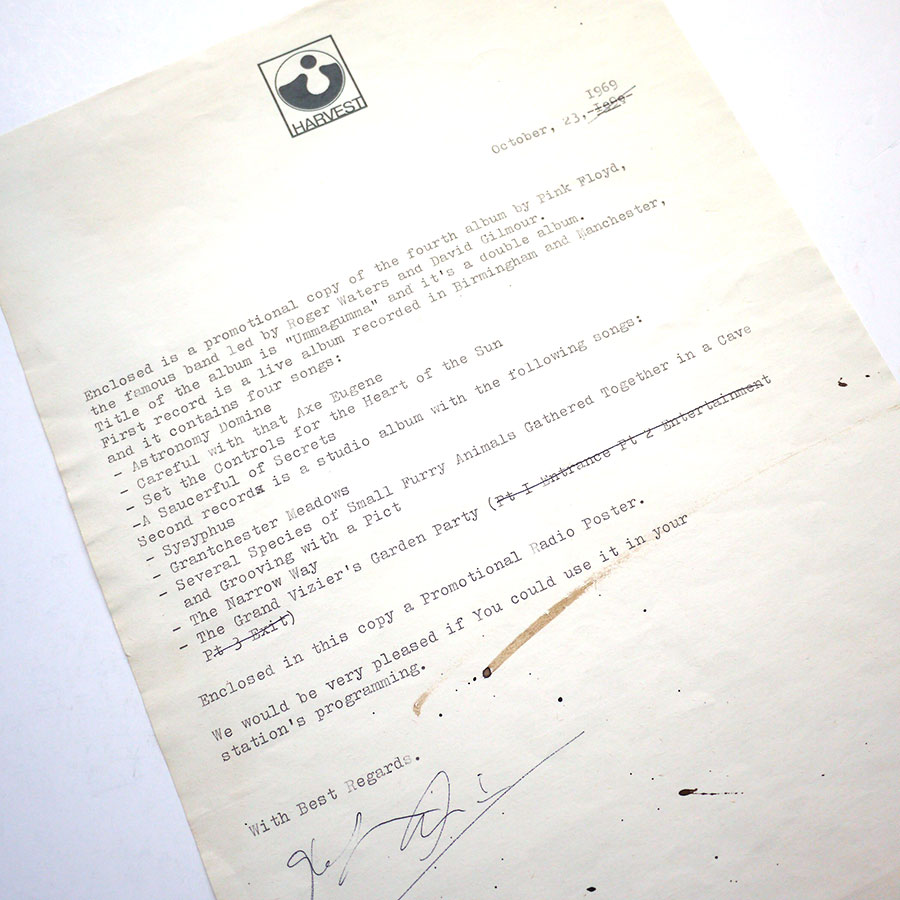 HARVEST
1969
October, 23, 1969
Enclosed is a promotional copy of the fourth album by Pink Floyd,
the famous band led by Roger Waters and David Gilmour.
Title of the album is "Ummagumma" and it's a double album.
First record is a live album recorded in Birmingham and Manchester,
and it contains four songs:
- Astronomy Domine
- Careful with that Axe Eugene
- Set the Controls for the Heart of the Sun
-A Saucerful of Secrets
Second records is a studio album with the following songs:
- Sysyphus
- Grantchester Meadows
- Several Species of Small Furry Animals Gathered Together in a Cave
and Grooving with a Pict
- The Narrow Way
- The Grand Vizier's Garden Party (Pt I Entrance Pt 2 Entertainment
Pt 3 Exit)
Enclosed in this copy a Promotional Radio Poster.
We would be very pleased if You could use it in your
station's programming.
With Best Regards.